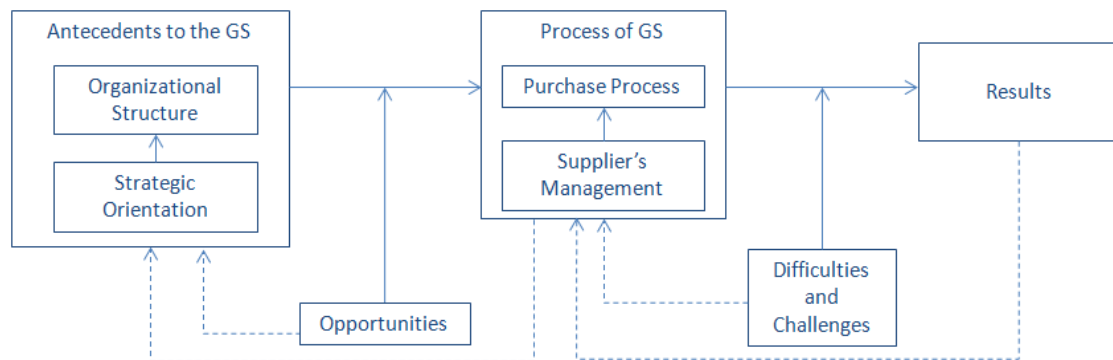 Antecedents to the GS
Organizational
Structure
Strategic
Orientation
Opportunities
Process of GS
Purchase Process
Supplier’s
Management
Difficulties
and
Challenges
Results